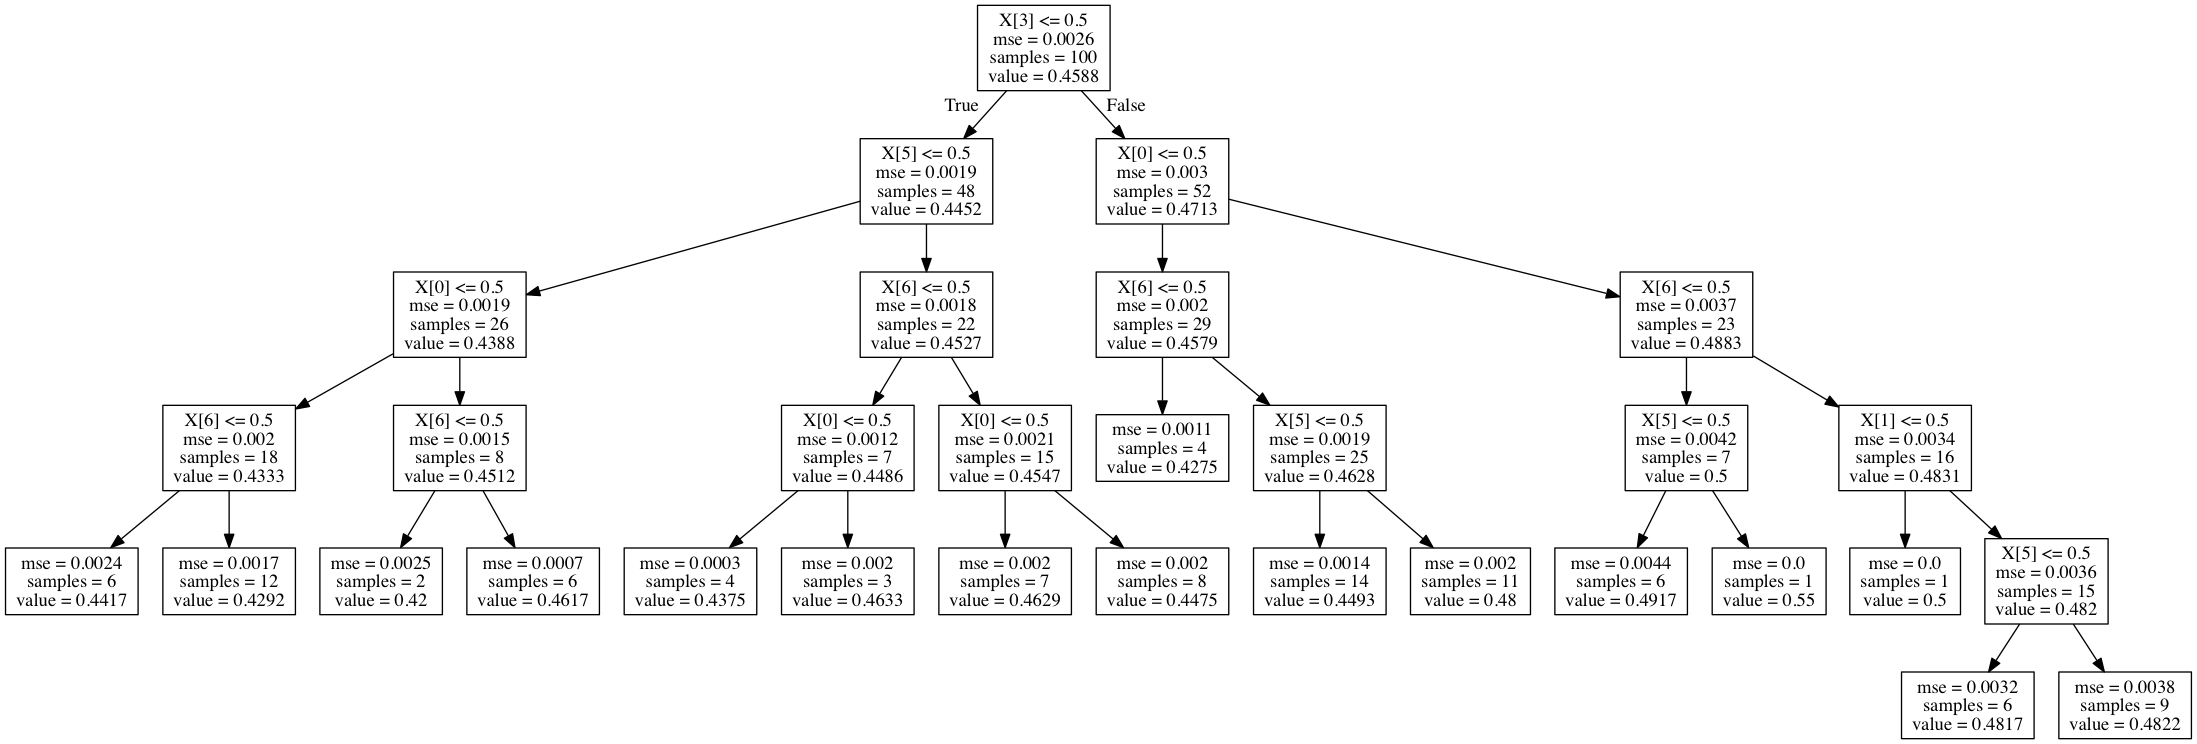 X[3] <= 0.5
mse = 0.0026
samples = 100
value = 0.4588
True
False
X[5] <= 0.5
mse = 0.0019
samples = 48
value = 0.4452
X[0] <= 0.5
mse = 0.003
samples = 52
value = 0.4713
X[0] <= 0.5
mse = 0.0019
samples = 26
value = 0.4388
X[6] <= 0.5
mse = 0.0018
samples = 22
value = 0.4527
X[6] <= 0.5
mse = 0.002
samples = 29
value = 0.4579
X[6] <= 0.5
mse = 0.0037
samples = 23
value = 0.4883
X[6] <= 0.5
mse = 0.002
samples = 18
value = 0.4333
X[6] <= 0.5
mse = 0.0015
samples = 8
value = 0.4512
X[0] <= 0.5
mse = 0.0012
samples = 7
value = 0.4486
X[0] <= 0.5
mse = 0.0021
samples = 15
value = 0.4547
mse = 0.0011
samples = 4
value = 0.4275
X[5] <= 0.5
mse = 0.0019
samples = 25
value = 0.4628
X[5] <= 0.5
mse = 0.0042
samples = 7
value = 0.5
X[1] <= 0.5
mse = 0.0034
samples = 16
value = 0.4831
mse = 0.0024
samples = 6
value = 0.4417
mse = 0.0017
samples = 12
value = 0.4292
mse = 0.0025
samples = 2
value = 0.42
mse = 0.0007
samples = 6
value = 0.4617
mse = 0.0003
samples = 4
value = 0.4375
mse = 0.002
samples = 3
value = 0.4633
mse = 0.002
samples = 7
value = 0.4629
mse = 0.002
samples = 8
value = 0.4475
mse = 0.0014
samples = 14
value = 0.4493
mse = 0.002
samples = 11
value = 0.48
mse = 0.0044
samples = 6
value = 0.4917
mse = 0.0
samples = 1
value = 0.55
mse = 0.0
samples = 1
value = 0.5
X[5] <= 0.5
mse = 0.0036
samples = 15
value = 0.482
mse = 0.0032
samples = 6
value = 0.4817
mse = 0.0038
samples = 9
value = 0.4822